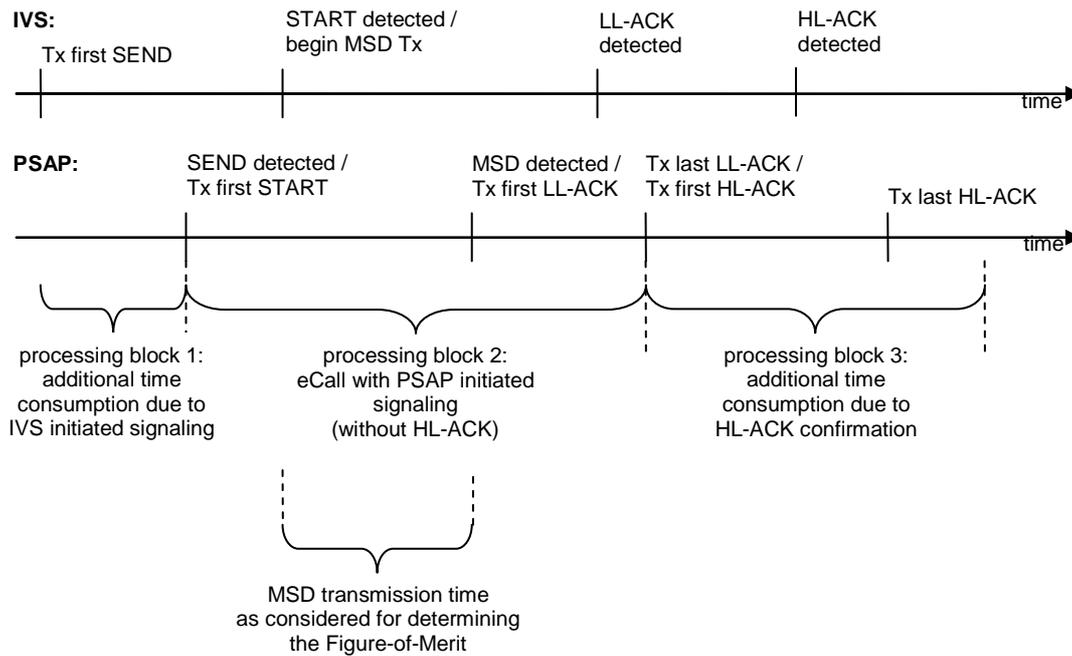 IVS:
Tx first SEND
START detected /
begin MSD Tx
LL-ACK
detected
HL-ACK
detected
time
PSAP:
SEND detected /
Tx first START
MSD detected /
Tx first LL-ACK
Tx last LL-ACK /
Tx first HL-ACK
Tx last HL-ACK
time
processing block 1:
additional time
consumption due to
IVS initiated signaling
processing block 2:
eCall with PSAP initiated
signaling
(without HL-ACK)
processing block 3:
additional time
consumption due to
HL-ACK confirmation
MSD transmission time
as considered for determining
the Figure-of-Merit